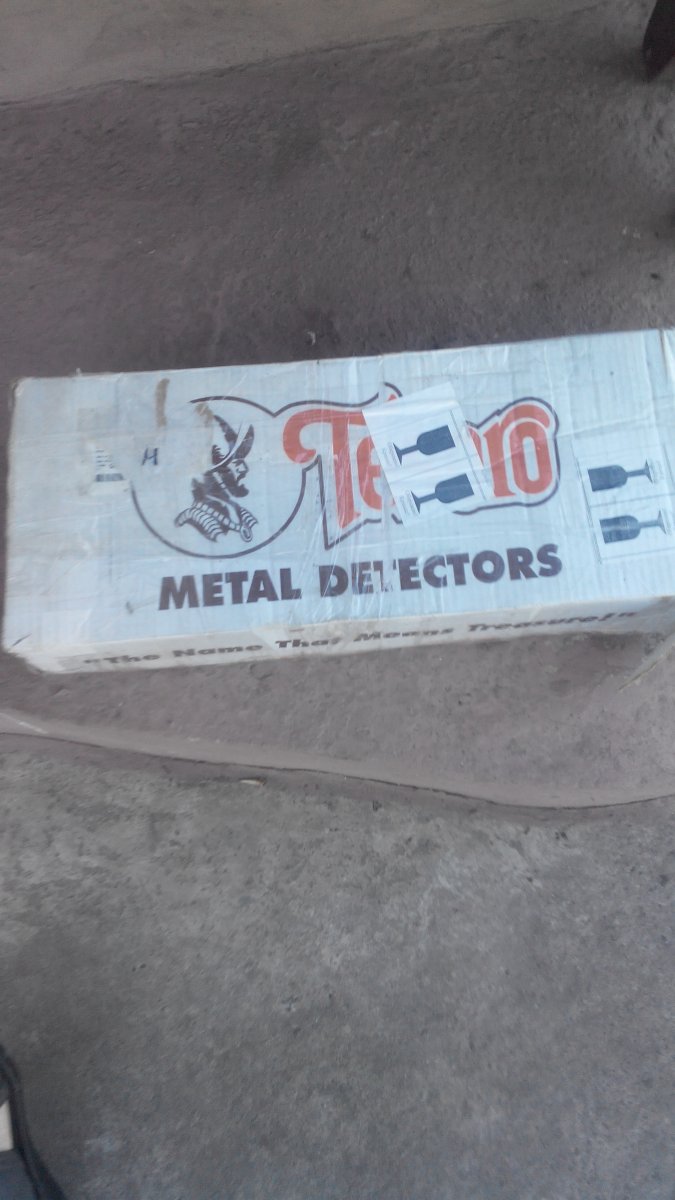 H
METAL DETECTORS
"The Name That Means Treasure!"